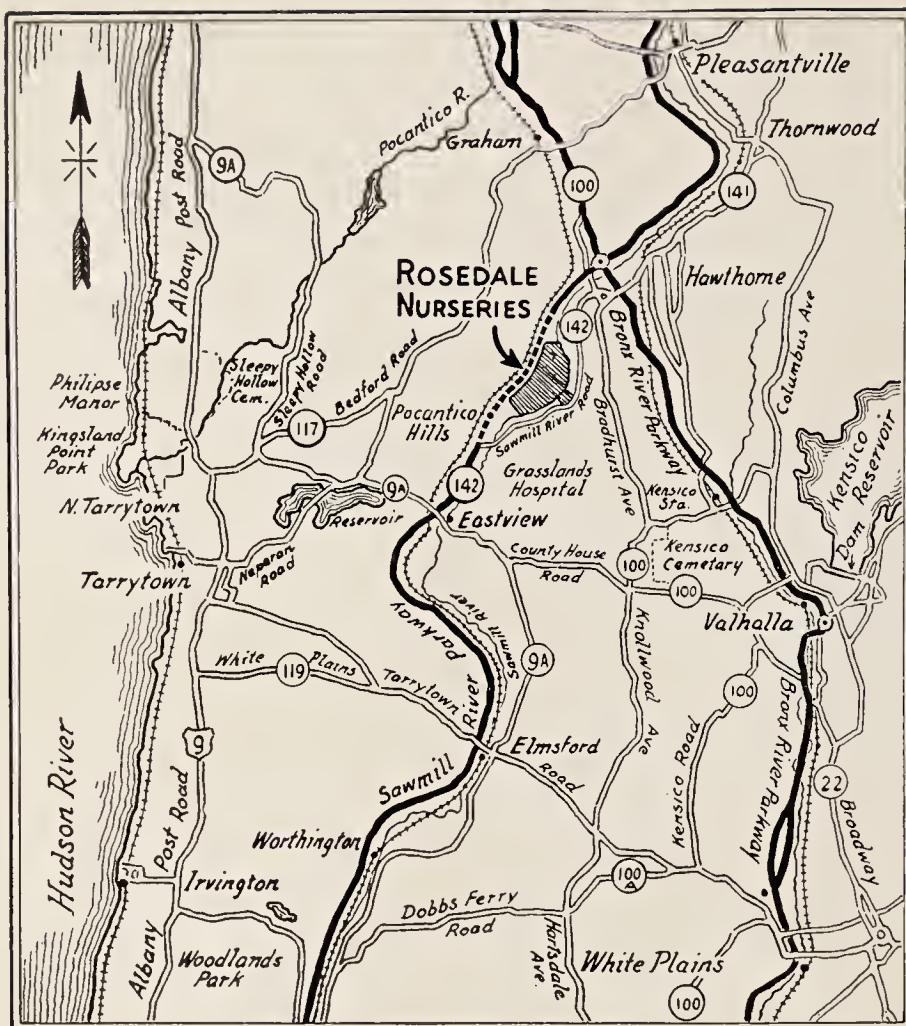 Pleasantville
Thornwood
Pocantico R.
Graham
9A
Albany Post Road
100
141
ROSEDALE
NURSERIES
Hawthorne
142
Bronx River Parkway
Columbus Ave
Sleepy
Hollow
Cem.
Sleepy Hollow
Road
Bedford Road
117
Philipse
Manor
Kingsland
Point
Park
Pocantico
Hills
Sawmill River Road
Bradhurst Ave
Kensico
Reservoir
Dam
142
Grasslands
Hospital
Kensico
Sta.
N. Tarrytown
Reservoir
9A
Eastview
County House
Road
100
Kensico
Cemetary
100
Tarrytown
Neparan
Road
Valhalla
Parkway
Sawmill River
9A
Knollwood
Ave
White Plains
119
Tarrytown
Road
100
Kensico Road
Bronx River Parkway
9
Elmsford
River
Sawmill
22
Broadway
Hudson River
Post Road
Worthington
Irvington
100
A
Albany
Woodlands
Park
Dobbs Ferry
Road
Hartsdale
Ave.
White Plains
100